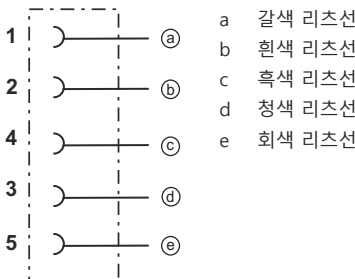 1 ⓐ
2 ⓑ
4 ⓒ
3 ⓓ
5 ⓔ
a 갈색 리츠선
b 흰색 리츠선
c 흑색 리츠선
d 청색 리츠선
e 회색 리츠선